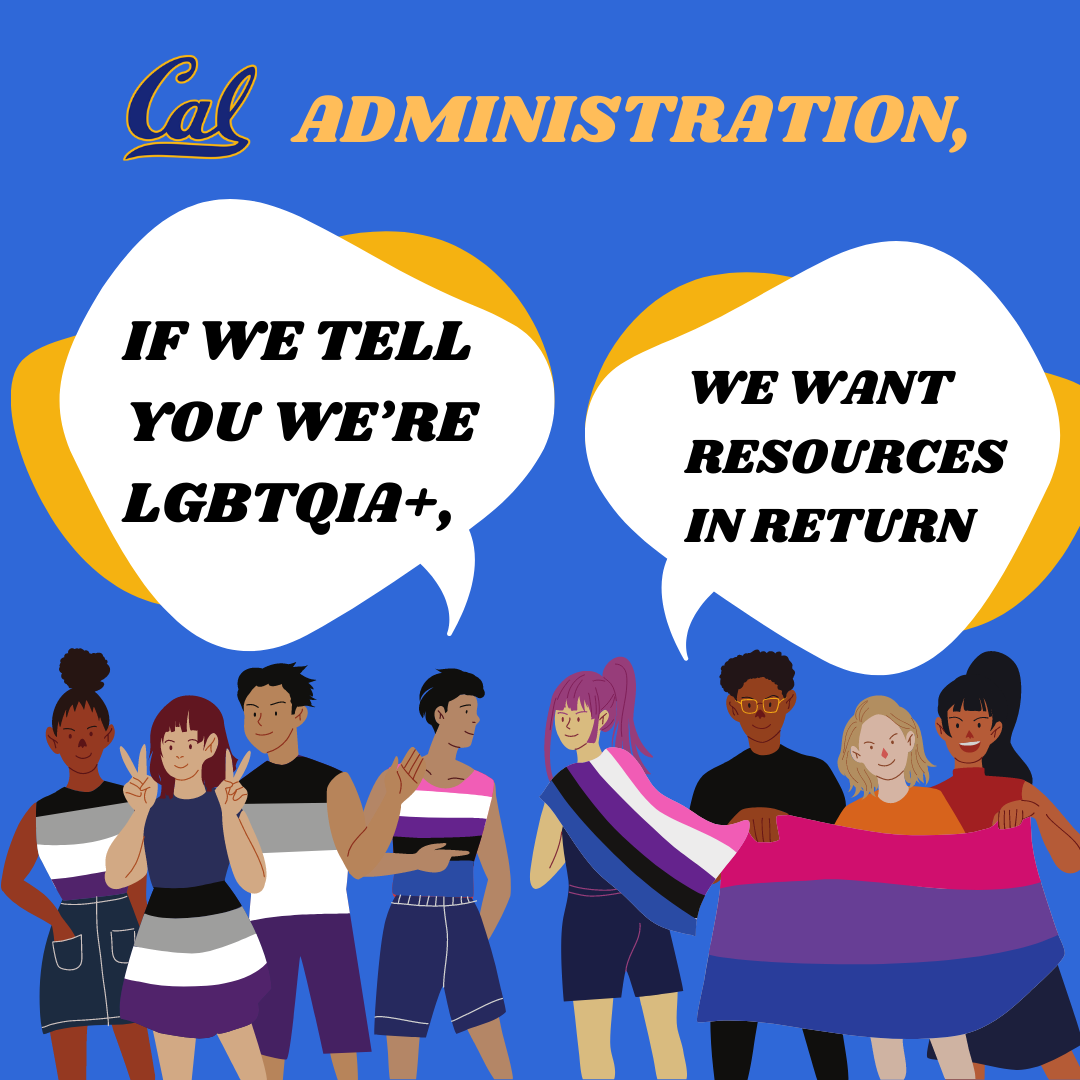 Cal ADMINISTRATION,
IF WE TELL
YOU WE'RE
LGBTQIA+,
WE WANT
RESOURCES
IN RETURN